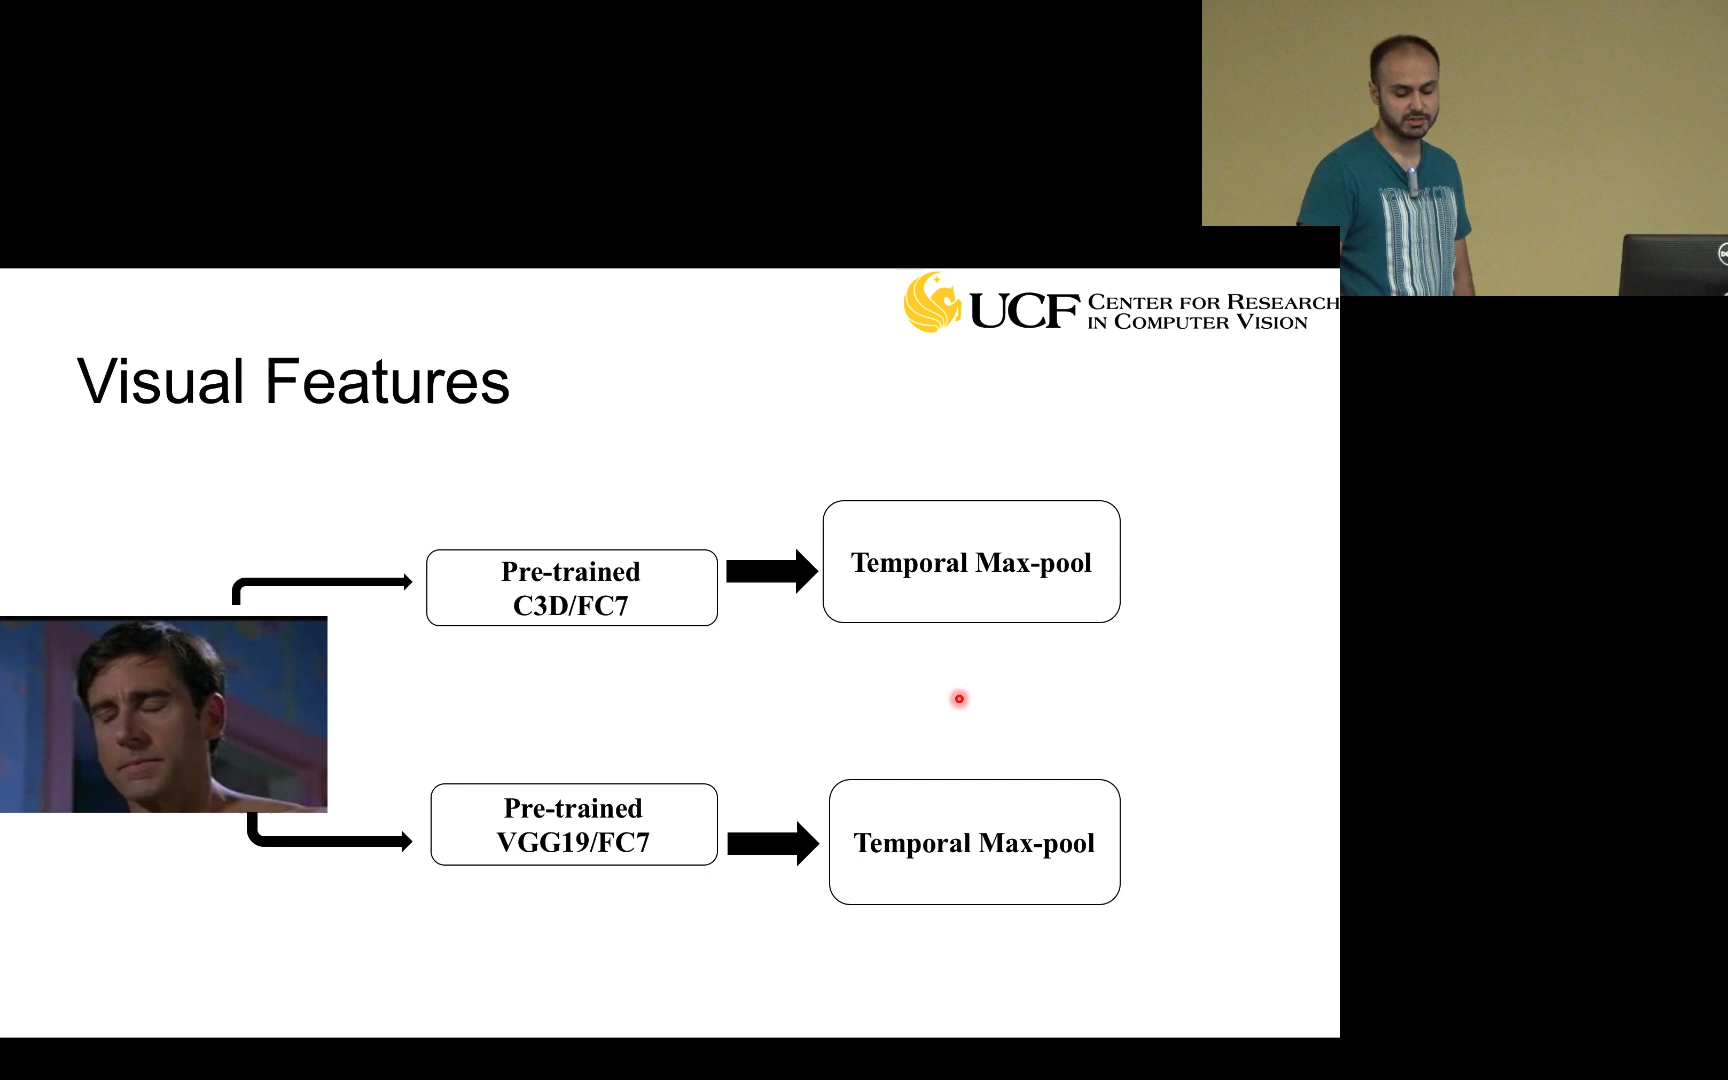 UCF CENTER FOR RESEARCH
IN COMPUTER VISION
Visual Features
Pre-trained
C3D/FC7
Temporal Max-pool
Pre-trained
VGG19/FC7
Temporal Max-pool